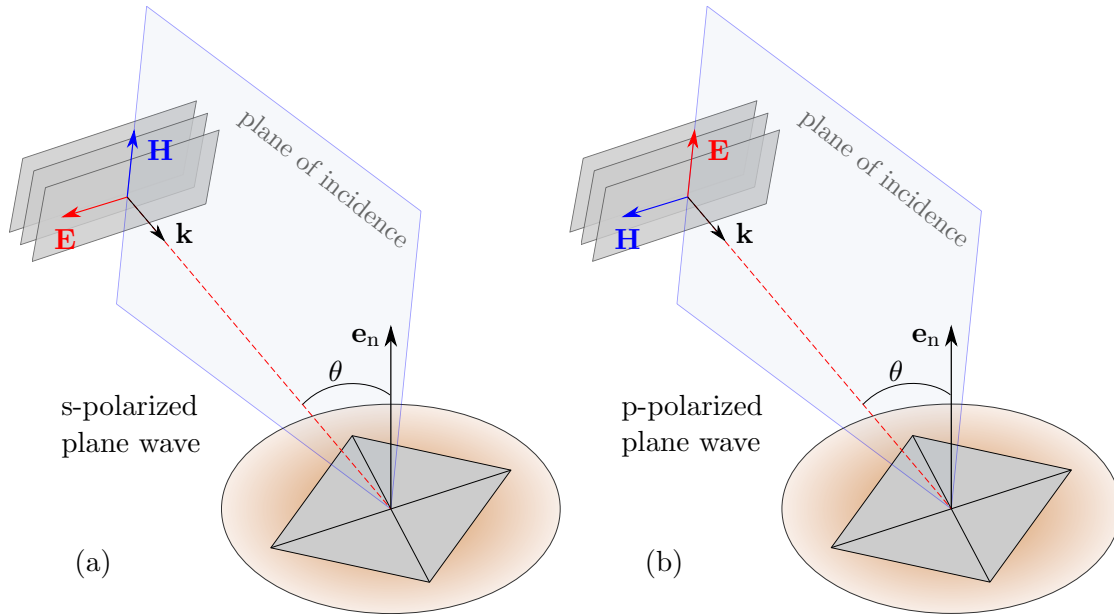 plane of incidence
H
E
k
e_n
θ
s-polarized
plane wave
(a)
plane of incidence
E
H
k
e_n
θ
p-polarized
plane wave
(b)